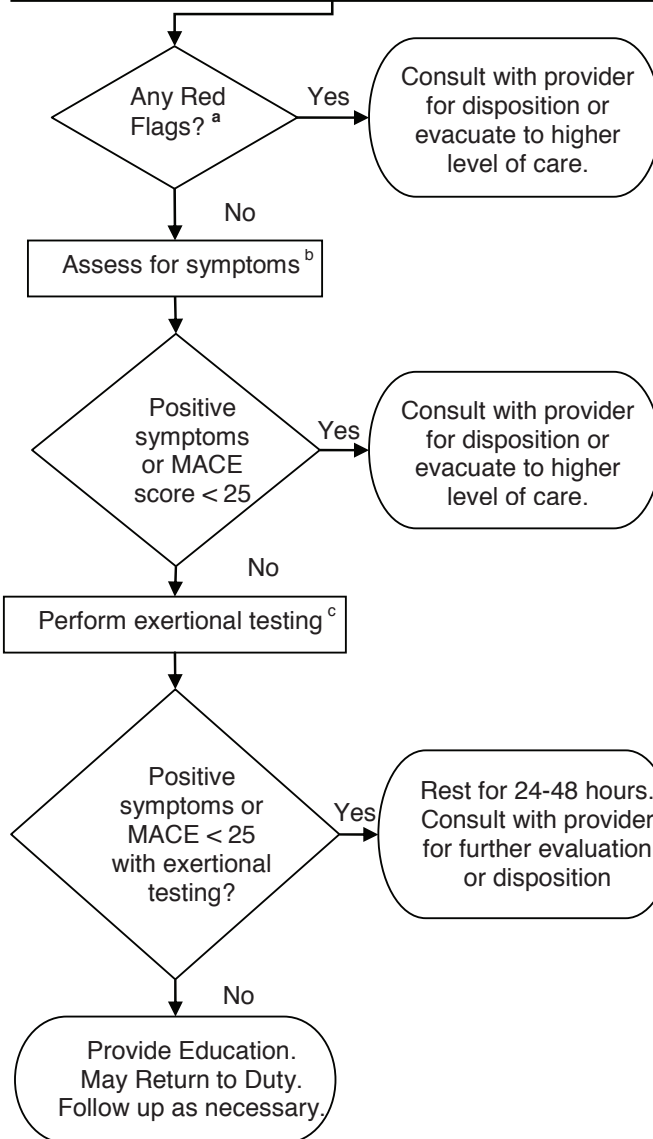 Any Red
Flags? a
Yes
Consult with provider
for disposition or
evacuate to higher
level of care.
No
Assess for symptoms b
Positive
symptoms
or MACE
score < 25
Yes
Consult with provider
for disposition or
evacuate to higher
level of care.
No
Perform exertional testing c
Positive
symptoms or
MACE < 25
with exertional
testing?
Yes
Rest for 24-48 hours.
Consult with provider
for further evaluation
or disposition
No
Provide Education.
May Return to Duty.
Follow up as necessary.